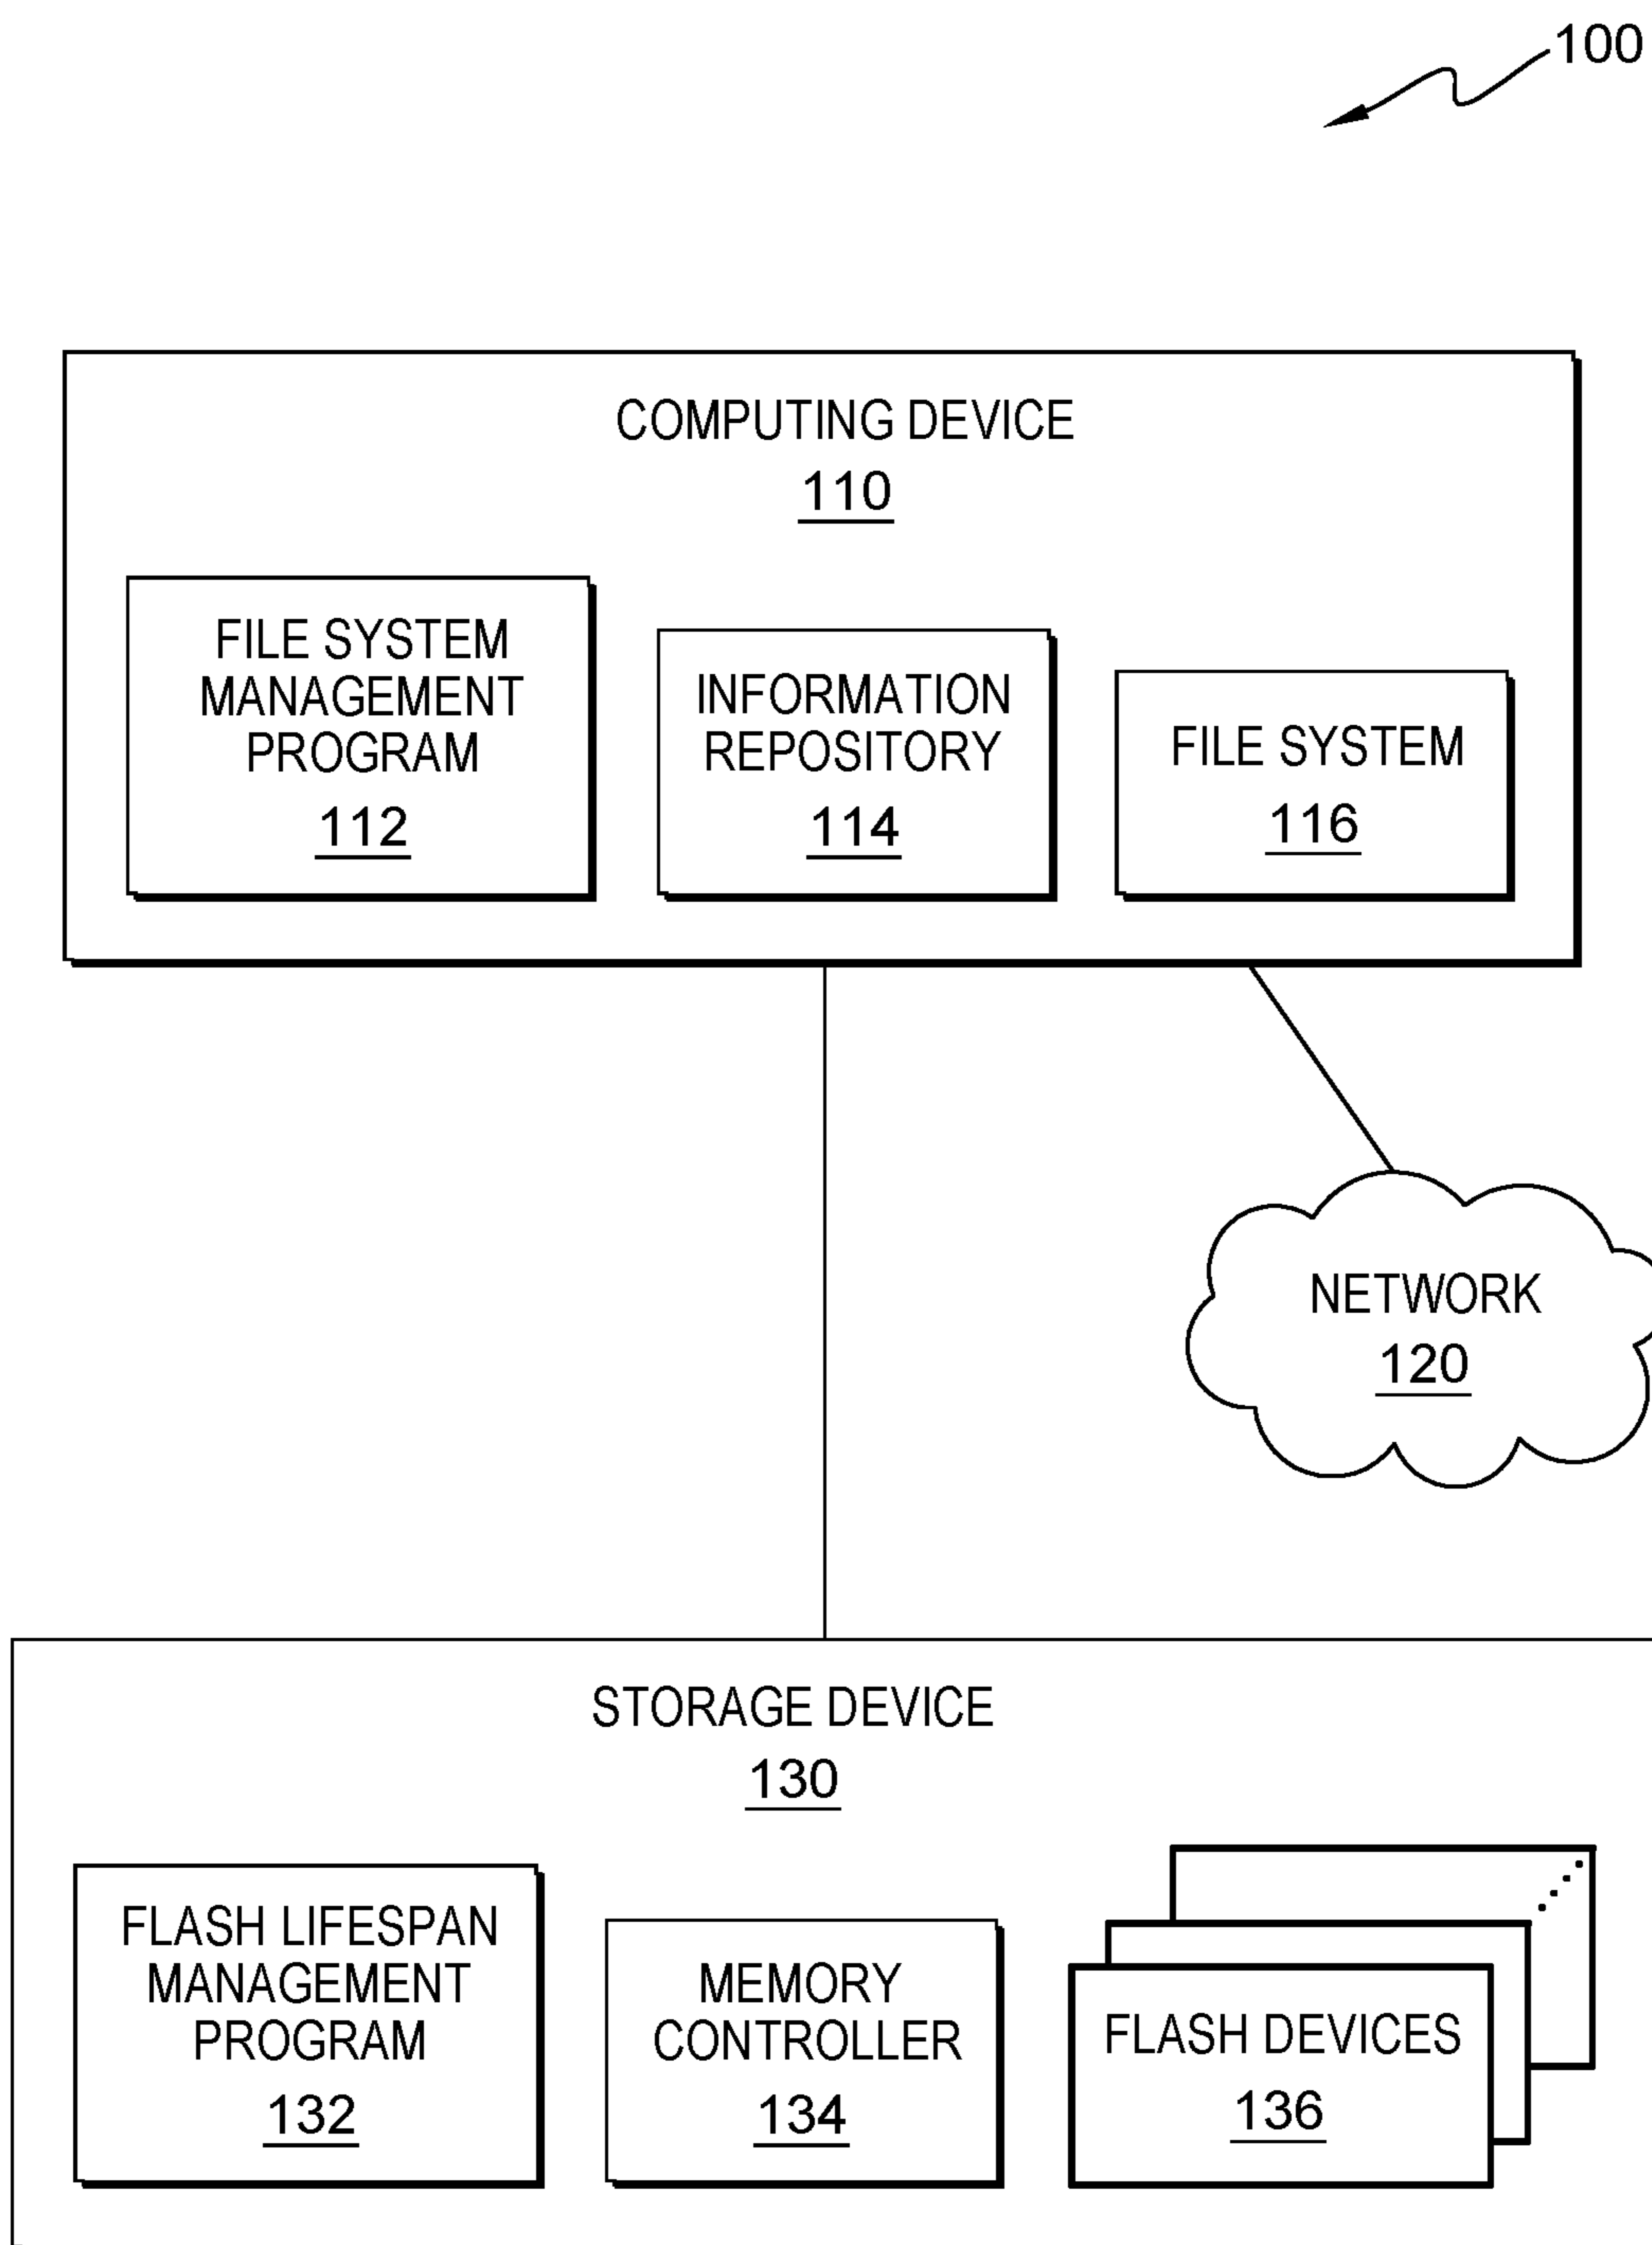 100
COMPUTING DEVICE
110
FILE SYSTEM
MANAGEMENT
PROGRAM
112
INFORMATION
REPOSITORY
114
FILE SYSTEM
116
NETWORK
120
STORAGE DEVICE
130
FLASH LIFESPAN
MANAGEMENT
PROGRAM
132
MEMORY
CONTROLLER
134
FLASH DEVICES
136